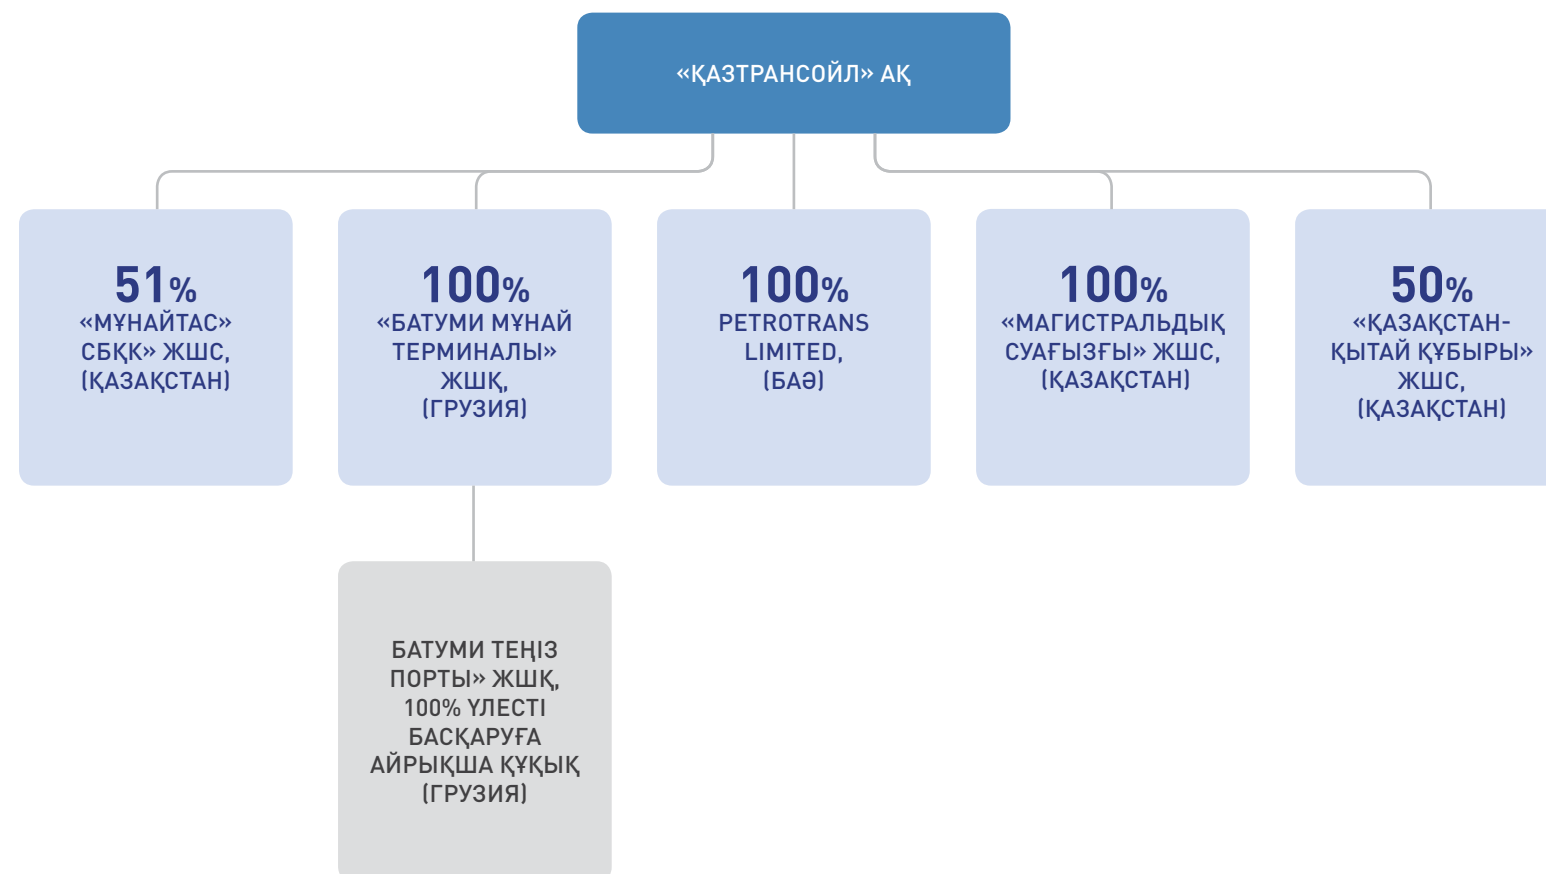 «ҚАЗТРАНСОЙЛ» АҚ
51%
«МҰНАЙТАС»
СБҚК» ЖШС,
(ҚАЗАҚСТАН)
100%
«БАТУМИ МҰНАЙ
ТЕРМИНАЛЫ»
ЖШҚ,
(ГРУЗИЯ)
100%
PETROTRANS
LIMITED,
(БАӘ)
100%
«МАГИСТРАЛЬДЫҚ
СУАҒЫЗҒЫ» ЖШС,
(ҚАЗАҚСТАН)
50%
«ҚАЗАҚСТАН-
ҚЫТАЙ ҚҰБЫРЫ»
ЖШС,
(ҚАЗАҚСТАН)
БАТУМИ ТЕҢІЗ
ПОРТЫ» ЖШҚ,
100% ҮЛЕСТІ
БАСҚАРУҒА
АЙРЫҚША ҚҰҚЫҚ
(ГРУЗИЯ)